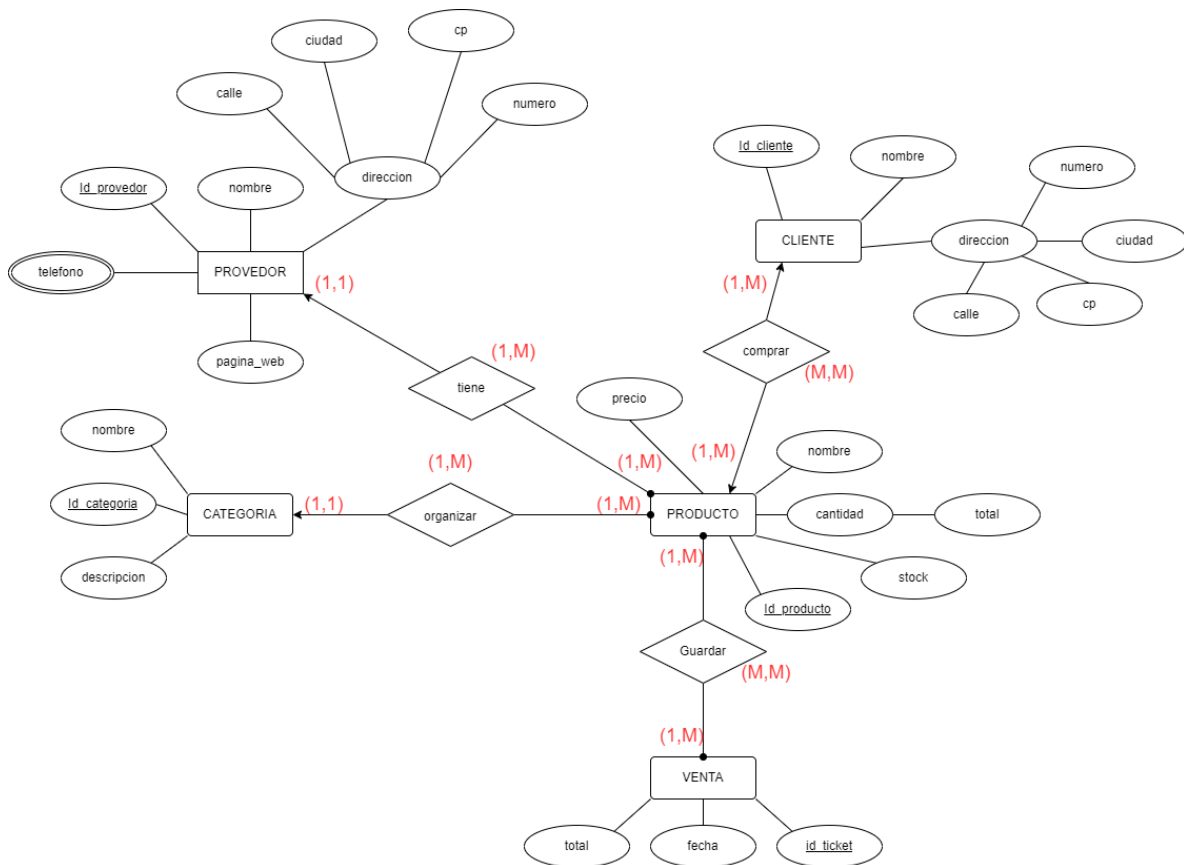 cp
ciudad
calle
numero
direccion
Id_provedor
nombre
telefono
PROVEDOR
(1,1)
pagina_web
Id_cliente
nombre
numero
CLIENTE
direccion
ciudad
(1,M)
calle
cp
comprar
(M,M)
(1,M)
tiene
precio
nombre
(1,M)
(1,M)
nombre
(1,M)
Id_categoria
CATEGORIA
(1,1)
organizar
(1,M)
PRODUCTO
cantidad
total
descripcion
(1,M)
stock
Id_producto
Guardar
(M,M)
(1,M)
VENTA
total
fecha
id_ticket